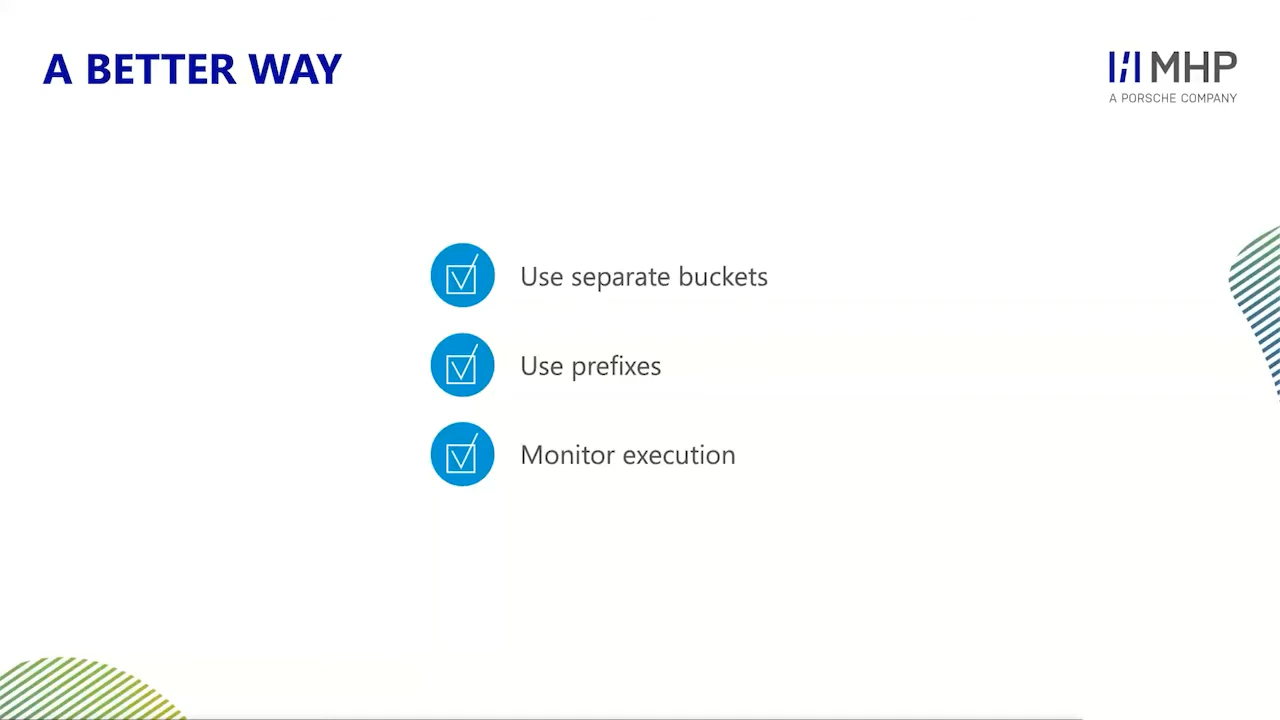 A BETTER WAY
MHP
A PORSCHE COMPANY
Use separate buckets
Use prefixes
Monitor execution